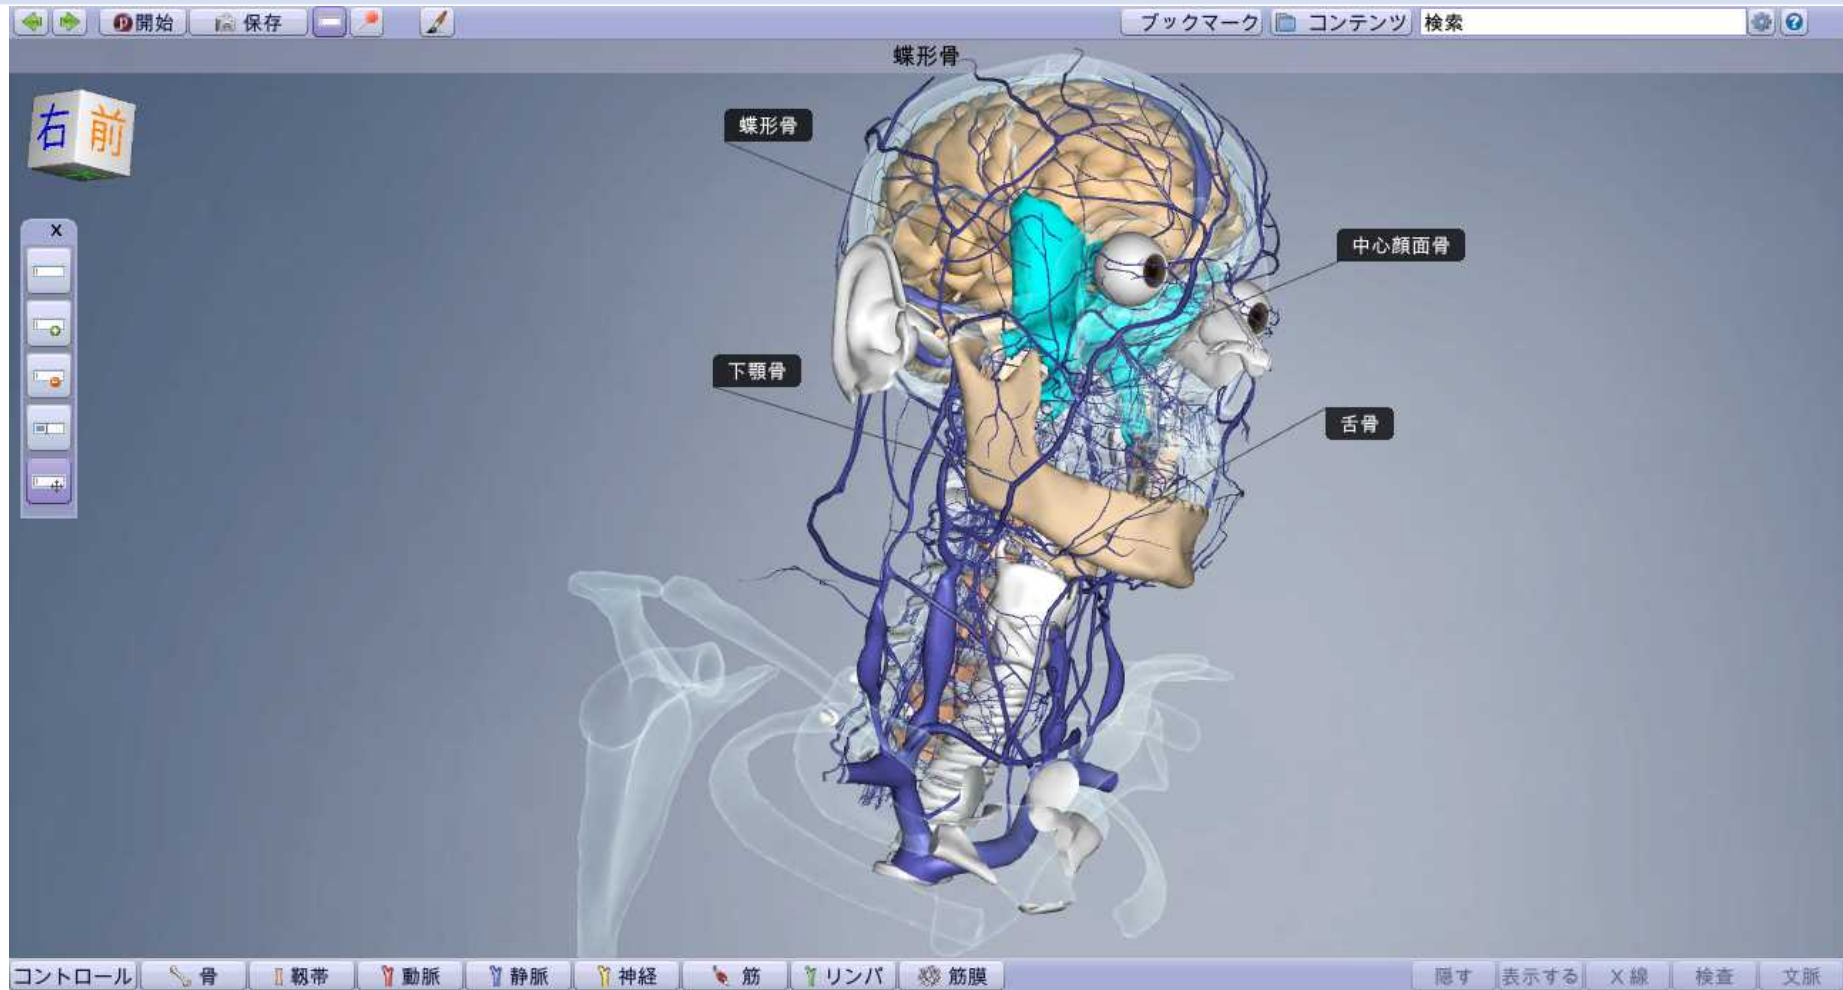 開始 保存 ブックマーク コンテンツ 検索
蝶形骨
右 前
蝶形骨
中心顔面骨
X
下顎骨
舌骨
コントロール 骨 靱帯 動脈 静脈 神経 筋 リンパ 筋膜 隠す 表示する X線 検査 文脈